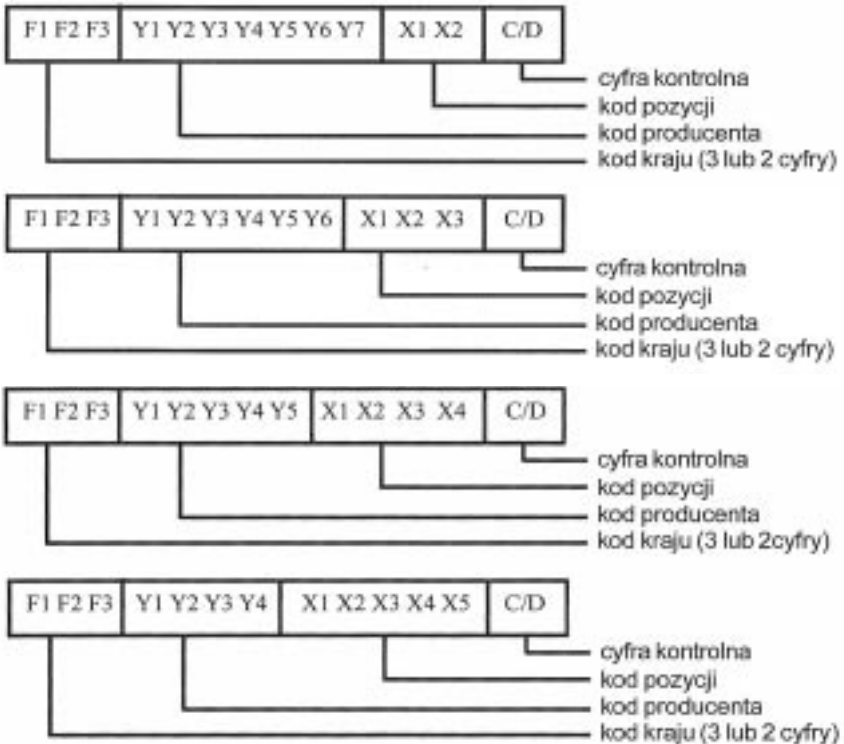 F1 F2 F3 Y1 Y2 Y3 Y4 Y5 Y6 Y7 X1 X2 C/D
cyfra kontrolna
kod pozycji
kod producenta
kod kraju (3 lub 2 cyfry)
F1 F2 F3 Y1 Y2 Y3 Y4 Y5 Y6 X1 X2 X3 C/D
cyfra kontrolna
kod pozycji
kod producenta
kod kraju (3 lub 2 cyfry)
F1 F2 F3 Y1 Y2 Y3 Y4 Y5 X1 X2 X3 X4 C/D
cyfra kontrolna
kod pozycji
kod producenta
kod kraju (3 lub 2cyfry)
F1 F2 F3 Y1 Y2 Y3 Y4 X1 X2 X3 X4 X5 C/D
cyfra kontrolna
kod pozycji
kod producenta
kod kraju (3 lub 2 cyfry)